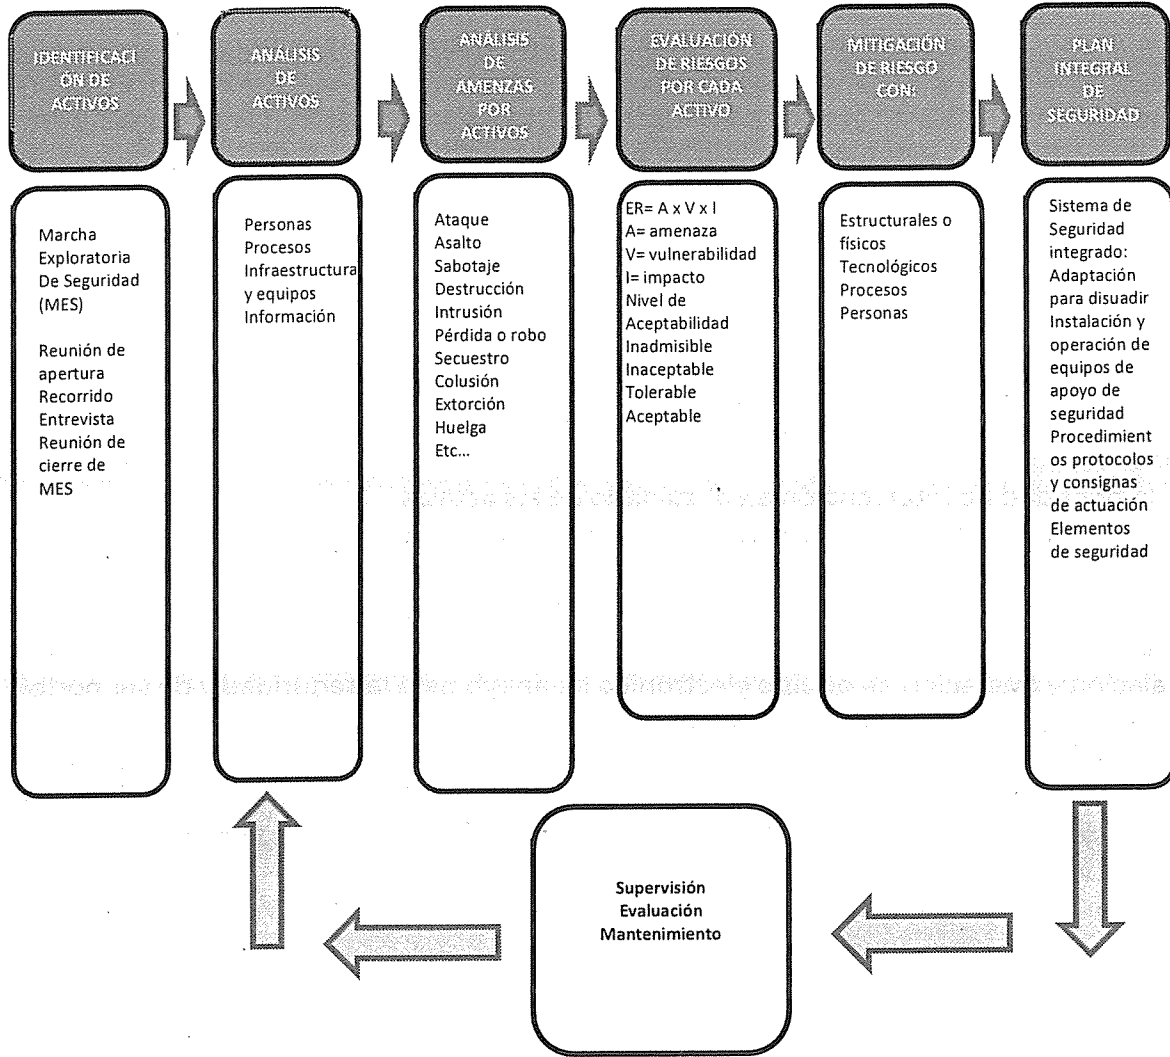 IDENTIFICACI
ÓN DE
ACTIVOS
ANÁLISIS
DE
ACTIVOS
ANÁLISIS
DE
AMENZAS
POR
ACTIVOS
EVALUACIÓN
DE RIESGOS
POR CADA
ACTIVO
MITIGACIÓN
DE RIESGO
CON:
PLAN
INTEGRAL
DE
SEGURIDAD
Marcha
Exploratoria
De Seguridad
(MES)
Reunión de
apertura
Recorrido
Entrevista
Reunión de
cierre de
MES
Personas
Procesos
Infraestructura
y equipos
Información
Ataque
Asalto
Sabotaje
Destrucción
Intrusión
Pérdida o robo
Secuestro
Colusión
Extorción
Huelga
Etc...
ER= A x V x I
A= amenaza
V= vulnerabilidad
I= impacto
Nivel de
Aceptabilidad
Inadmisible
Inaceptable
Tolerable
Aceptable
Estructurales o
físicos
Tecnológicos
Procesos
Personas
Sistema de
Seguridad
integrado:
Adaptación
para disuadir
Instalación y
operación de
equipos de
apoyo de
seguridad
Procedimient
os protocolos
y consignas
de actuación
Elementos
de seguridad
Supervisión
Evaluación
Mantenimiento